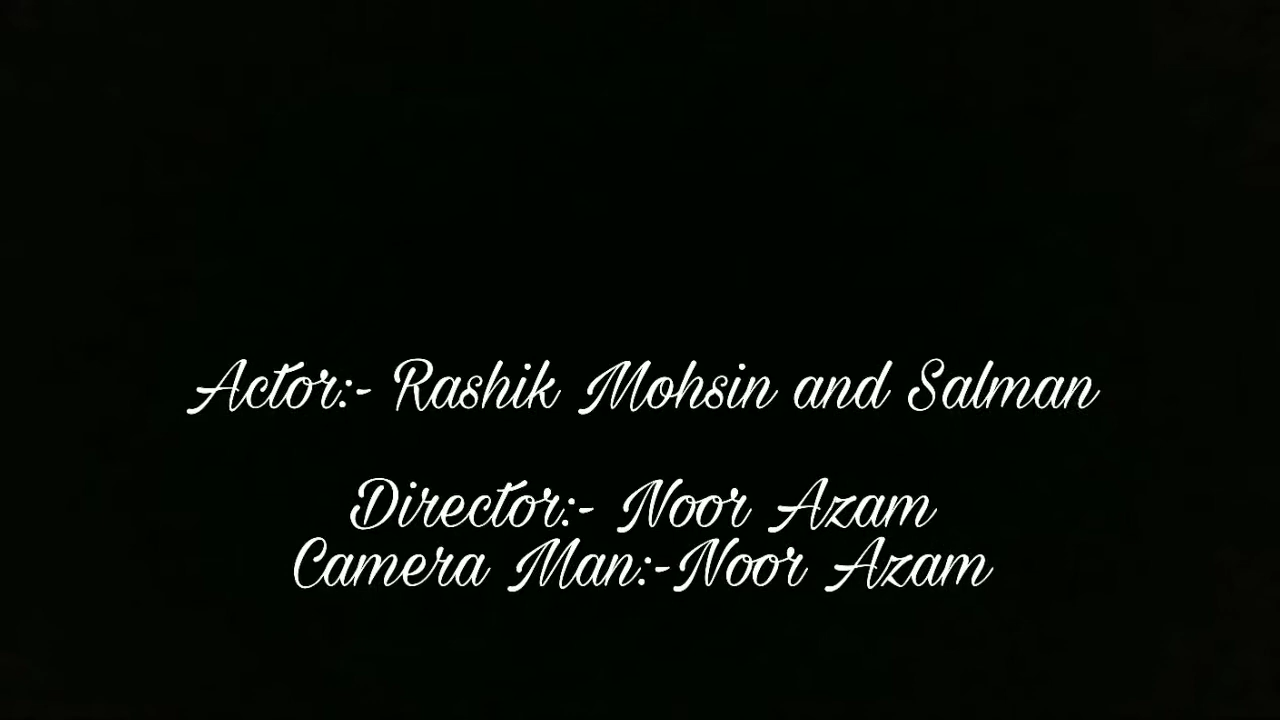 Actor:- Rashik Mohsin and Salman
Director:- Noor Azam
Camera Man:-Noor Azam